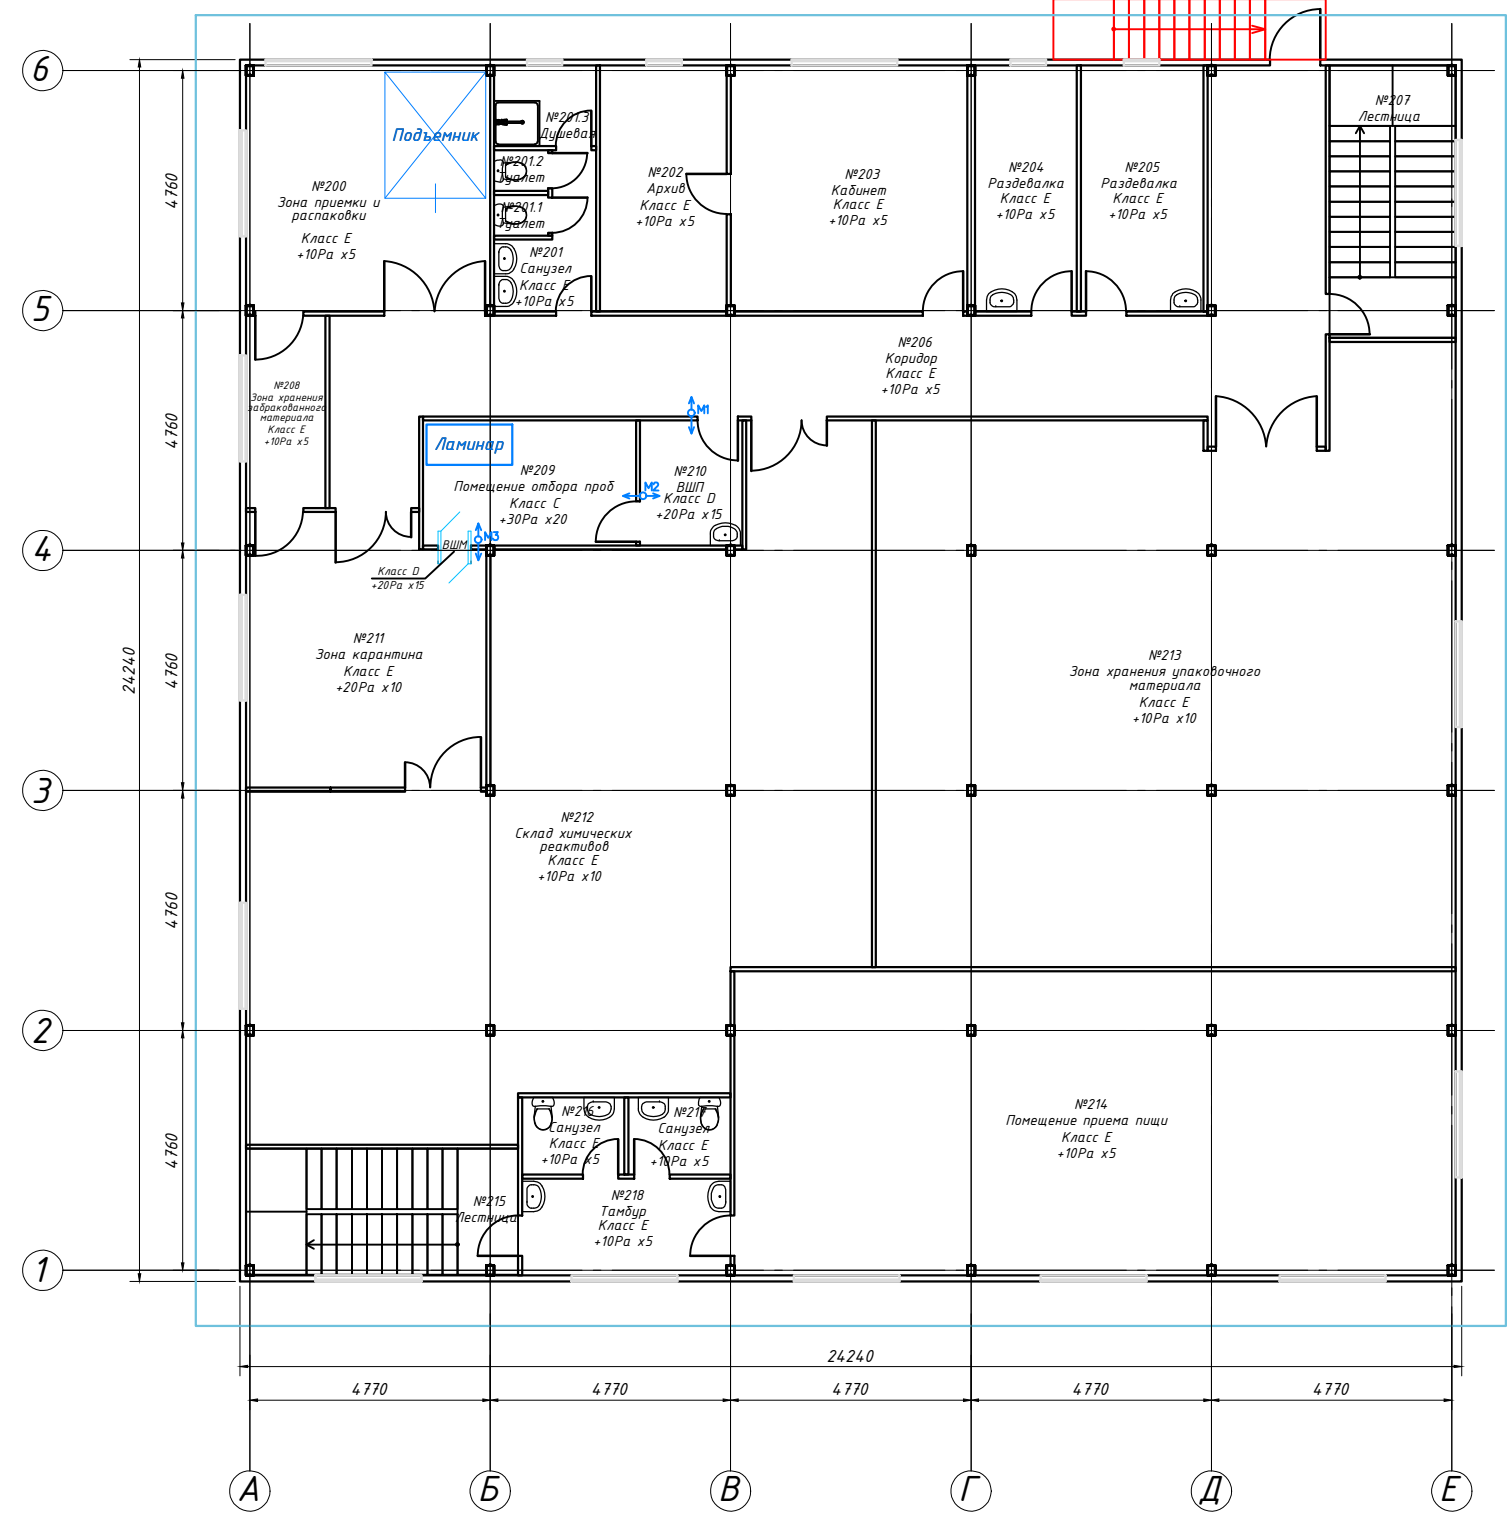 6
5
4
3
2
1
4760
4760
4760
4760
4760
24240
№200
Зона приемки и
распаковки
Класс Е
+10Ра х5
Подъемник
№201.3
Душевая
№201.2
Туалет
№201.1
Туалет
№201
Санузел
Класс Е
+10Ра х5
№202
Архив
Класс Е
+10Ра х5
№203
Кабинет
Класс Е
+10Ра х5
№204
Раздевалка
Класс Е
+10Ра х5
№205
Раздевалка
Класс Е
+10Ра х5
№207
Лестница
№206
Коридор
Класс Е
+10Ра х5
№208
Зона хранения
забракованного
материала
Класс Е
+10Ра х5
Ламинар
№209
Помещение отбора проб
Класс С
+30Ра х20
М1
М2
М3
№210
ВШП
Класс D
+20Ра х15
ВШМ
Класс D
+20Ра х15
№211
Зона карантина
Класс Е
+20Ра х10
№212
Склад химических
реактивов
Класс Е
+10Ра х10
№213
Зона хранения упаковочного
материала
Класс Е
+10Ра х10
№214
Помещение приема пищи
Класс Е
+10Ра х5
№216
Санузел
Класс Е
+10Ра х5
№217
Санузел
Класс Е
+10Ра х5
№215
Лестница
№218
Тамбур
Класс Е
+10Ра х5
24240
4770
4770
4770
4770
4770
А
Б
В
Г
Д
Е